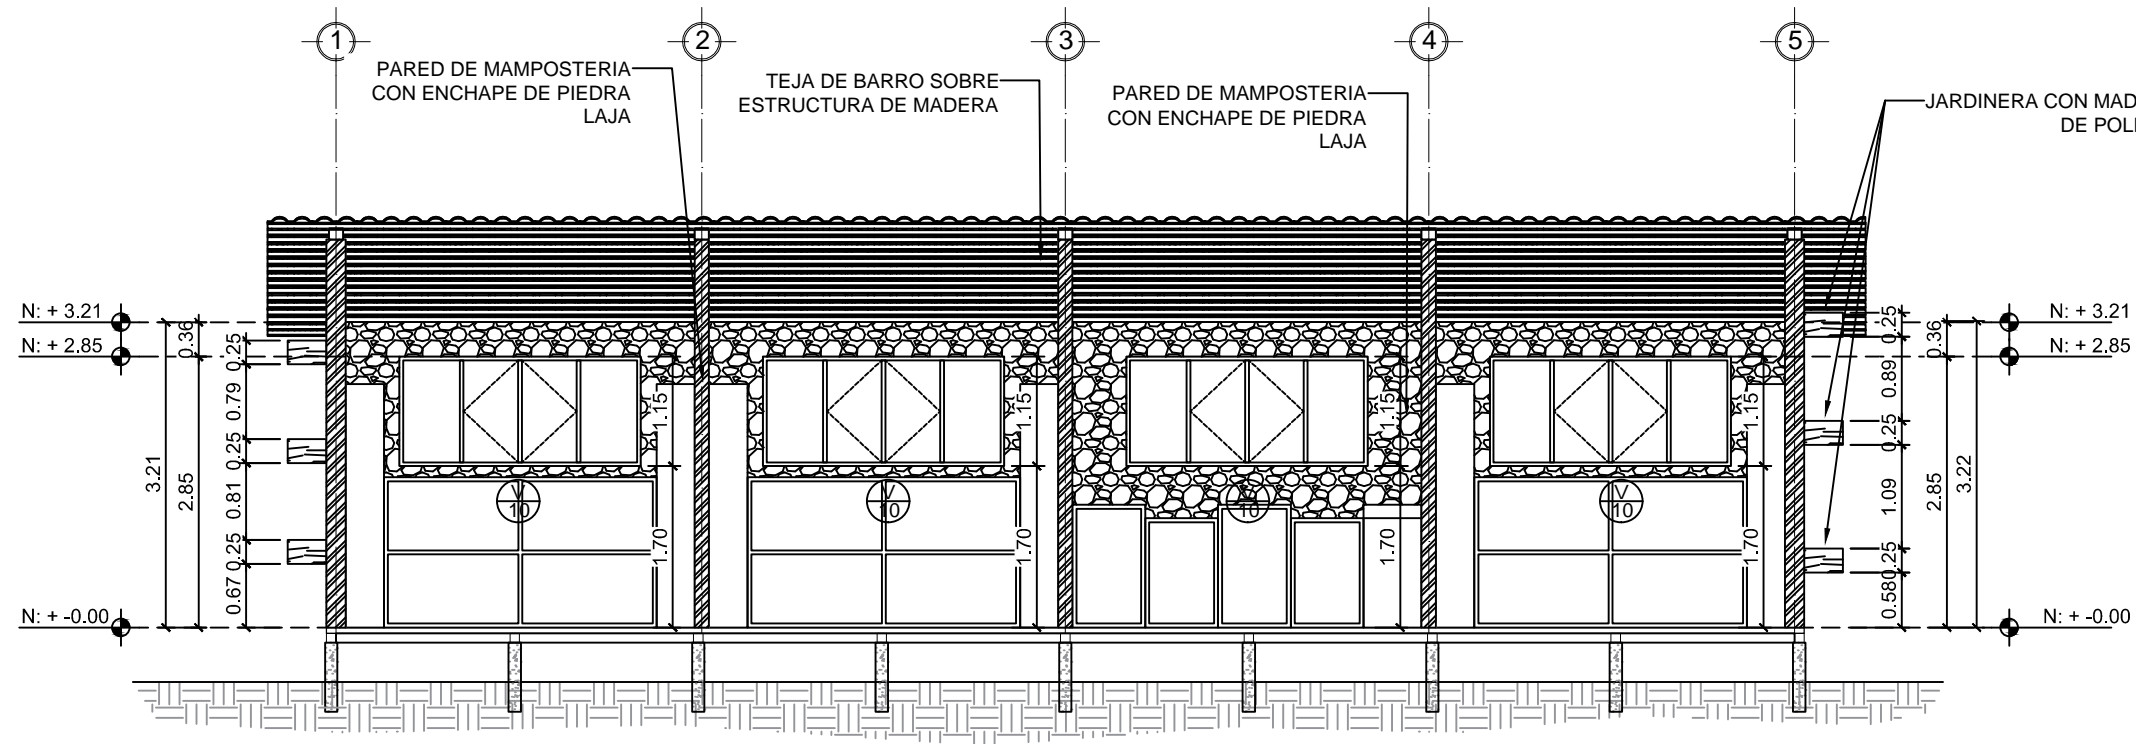 1
2
3
4
5
PARED DE MAMPOSTERIA
CON ENCHAPE DE PIEDRA
LAJA
TEJA DE BARRO SOBRE
ESTRUCTURA DE MADERA
PARED DE MAMPOSTERIA
CON ENCHAPE DE PIEDRA
LAJA
JARDINERA CON MAD
DE POLI
N: + 3.21
N: + 2.85
N: + -0.00
3.21
0.36
2.85
0.25
0.79
0.25
0.81
0.25
0.67
V
10
1.15
1.70
V
10
1.15
1.70
V
10
1.15
1.70
V
10
1.15
1.70
0.25
0.89
0.25
1.09
0.25
0.58
0.36
2.85
3.22
N: + 3.21
N: + 2.85
N: + -0.00